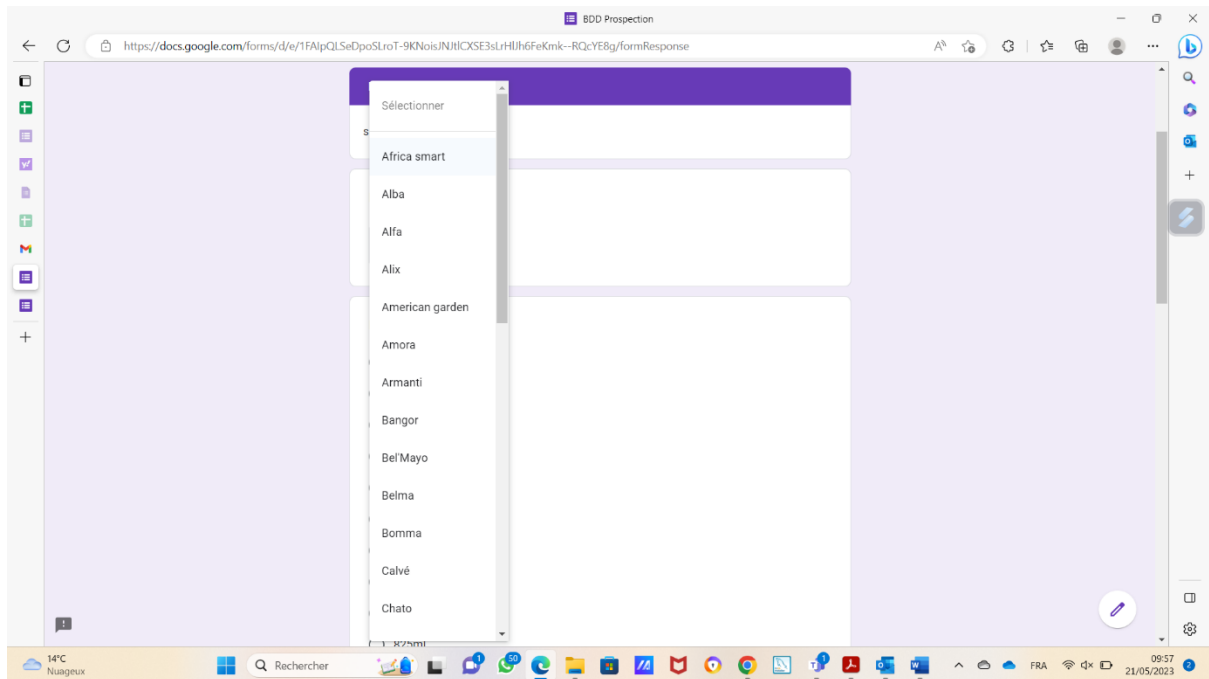 BDD Prospection
https://docs.google.com/forms/d/e/1FAIpQLSeDpoSLroT-9KNoisJNJtlCXSE3sLrHlJh6FeKmk--RQcYE8g/formResponse
Sélectionner
s
Africa smart
Alba
Alfa
Alix
American garden
Amora
Armanti
Bangor
Bel'Mayo
Belma
Bomma
Calvé
Chato
825ml
14°C
Nuageux
Rechercher
FRA
09:57
21/05/2023